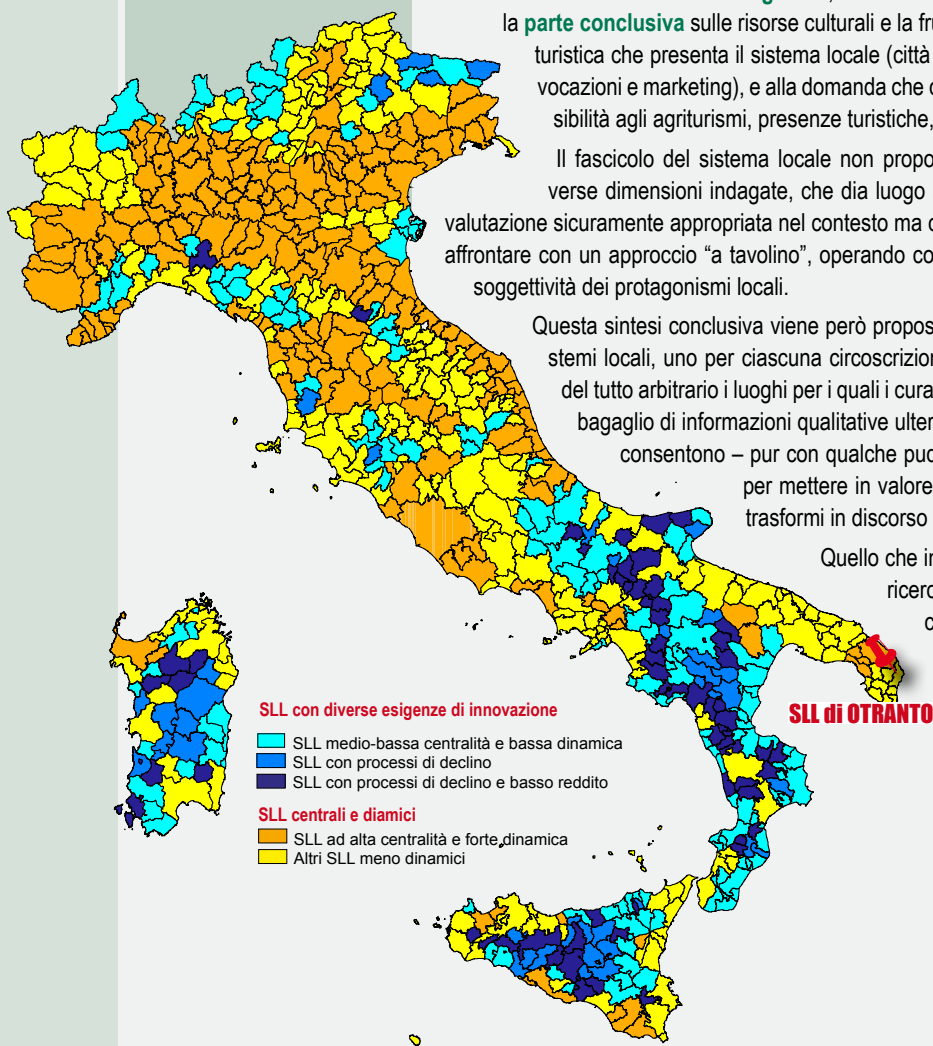 la parte conclusiva sulle risorse culturali e la
turistica che presenta il sistema locale (città
vocazioni e marketing), e alla domanda che
sibilità agli agriturismi, presenze turistiche,
Il fascicolo del sistema locale non propo
verse dimensioni indagate, che dia luogo
valutazione sicuramente appropriata nel contesto ma
affrontare con un approccio “a tavolino”, operando co
soggettività dei protagonismi locali.
Questa sintesi conclusiva viene però propos
stemi locali, uno per ciascuna circoscrizion
del tutto arbitrario i luoghi per i quali i cura
bagaglio di informazioni qualitative ulter
consentono – pur con qualche pud
per mettere in valore
trasformi in discorso
Quello che in
ricerc
c
SLL di OTRANTO
SLL con diverse esigenze di innovazione
SLL medio-bassa centralità e bassa dinamica
SLL con processi di declino
SLL con processi di declino e basso reddito
SLL centrali e diamici
SLL ad alta centralità e forte dinamica
Altri SLL meno dinamici